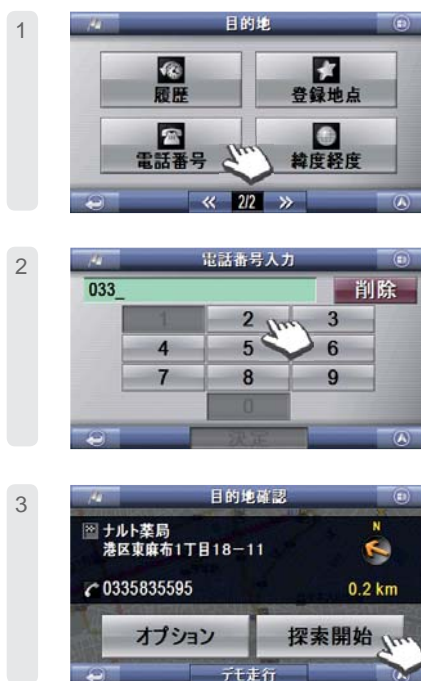 1
目的地
履歴
登録地点
電話番号
緯度経度
2/2
2
電話番号入力
033_
削除
1 2 3
4 5 6
7 8 9
0
決定
3
目的地確認
ナルト薬局
港区東麻布1丁目18-11
N
0335835595
0.2 km
オプション
探索開始
デモ走行